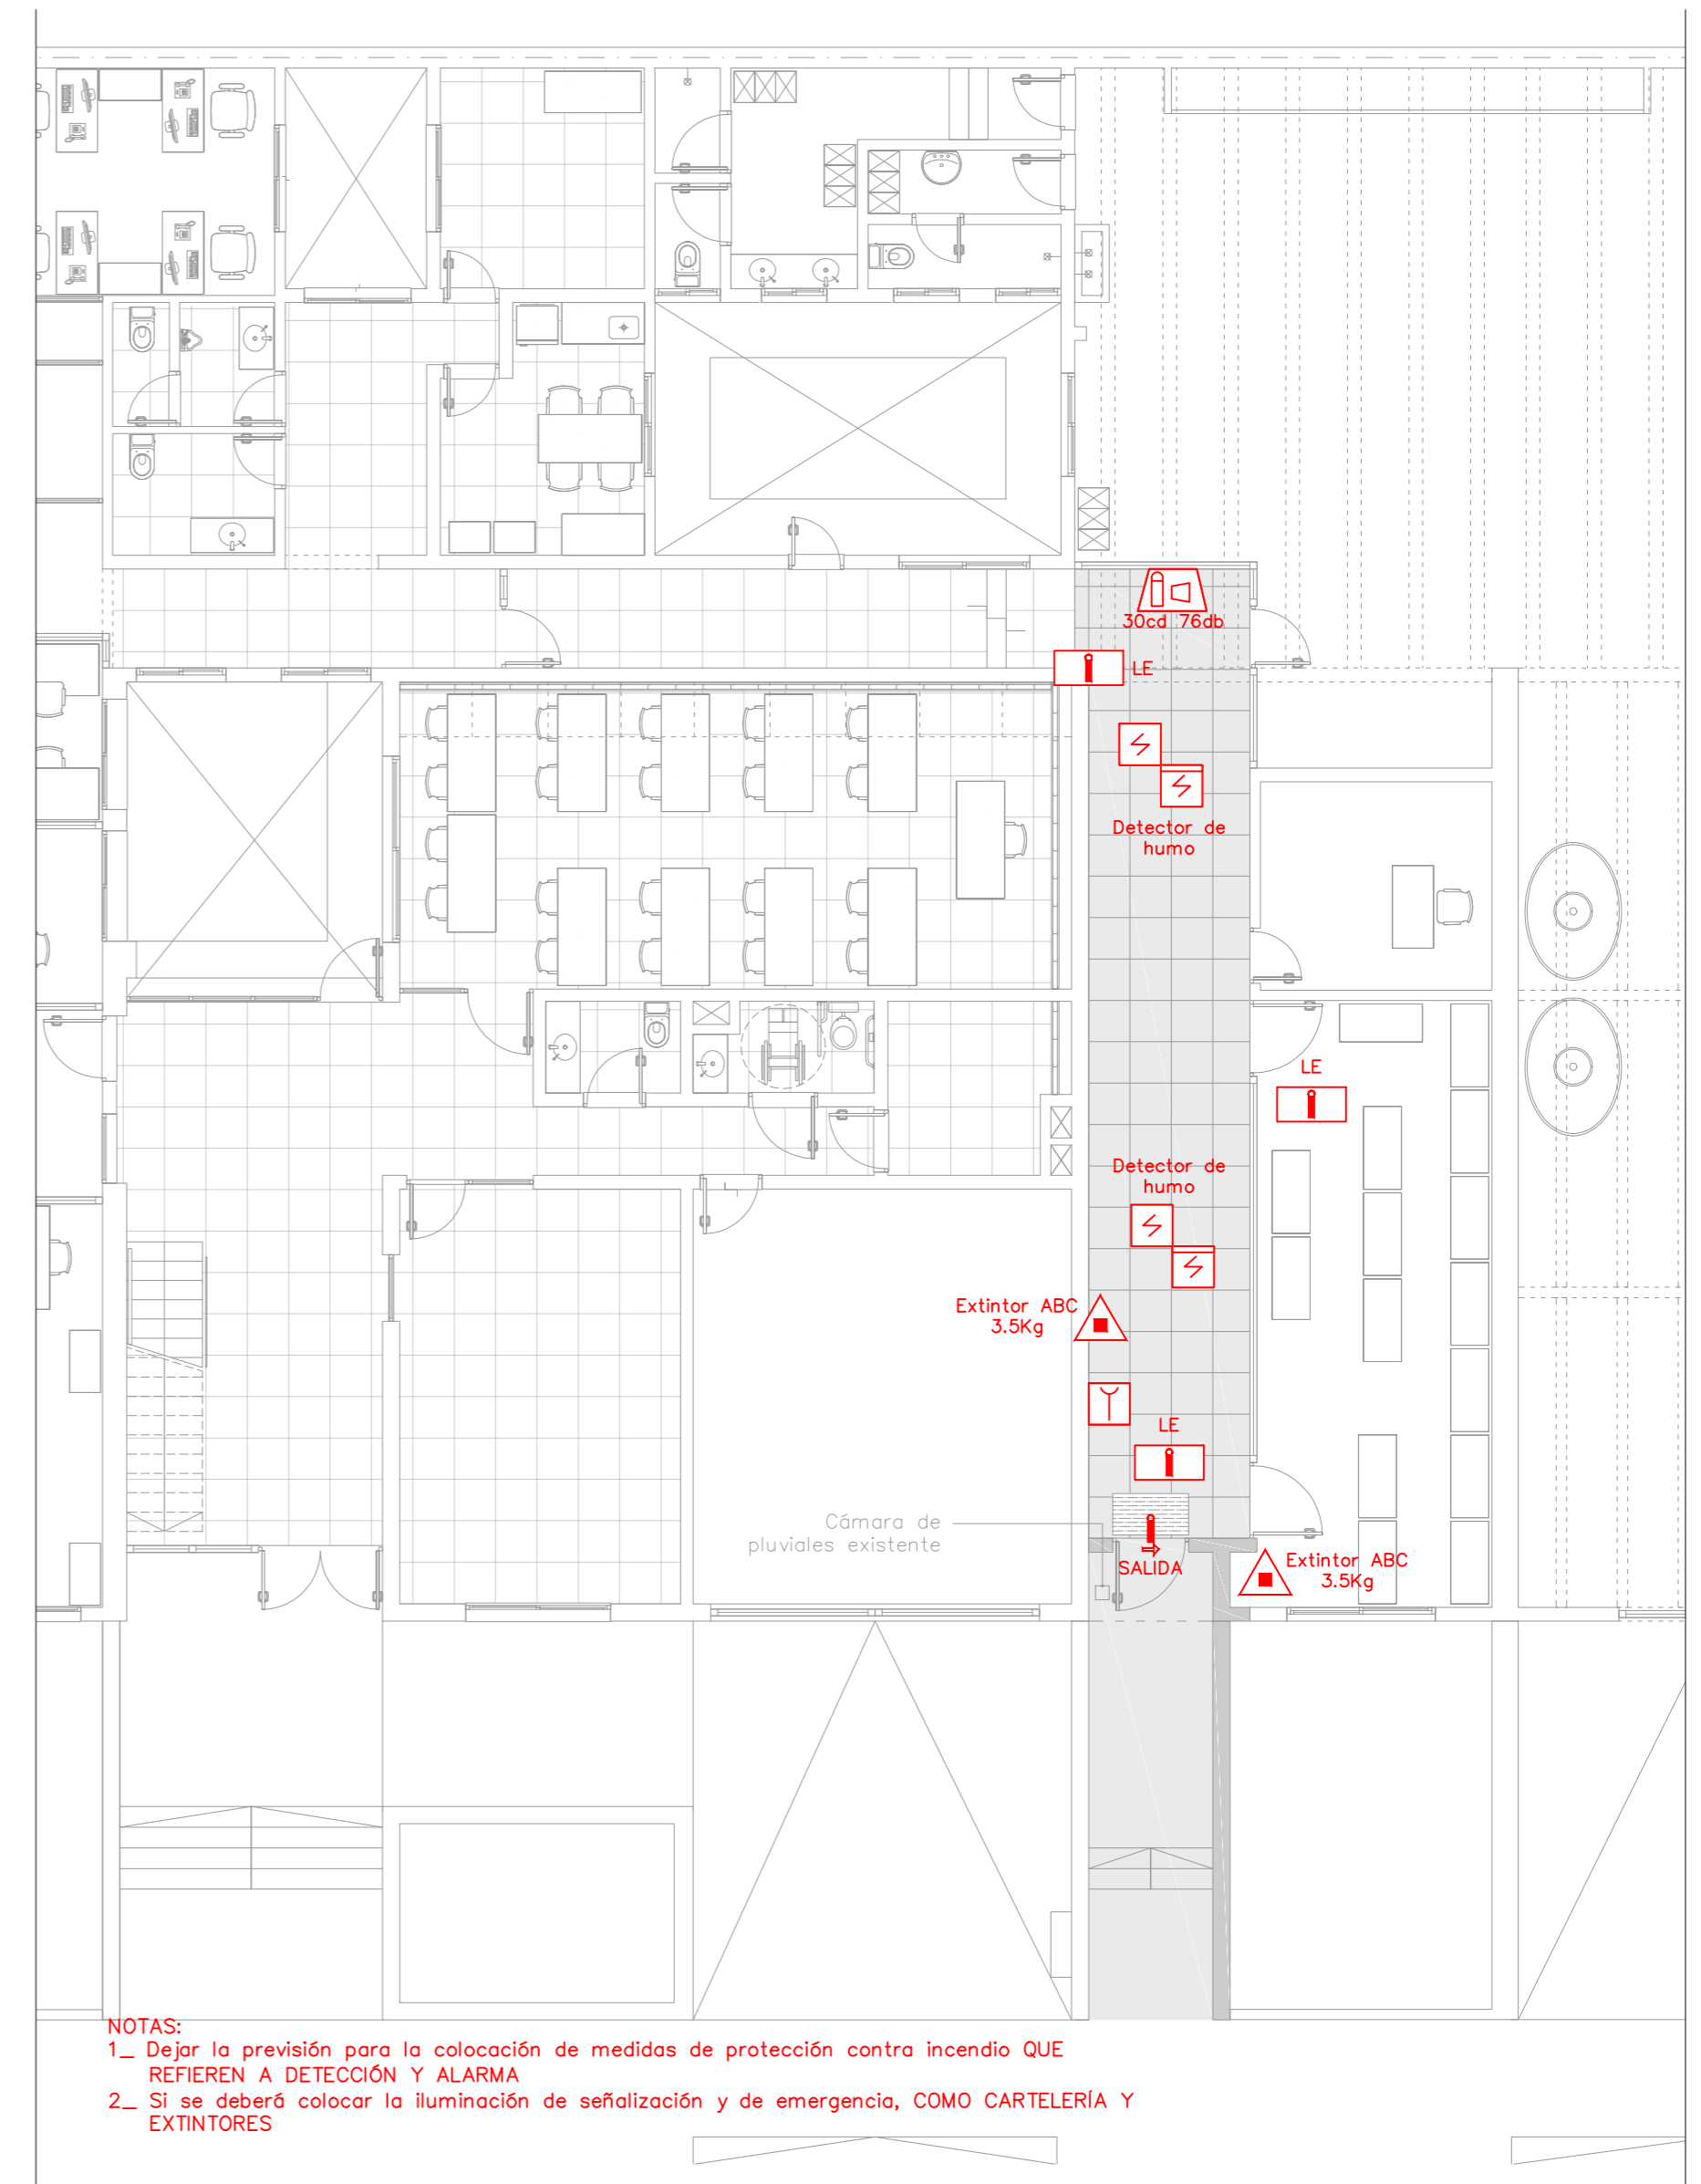 30cd 76db
LE
Detector de
humo
LE
Detector de
humo
Extintor ABC
3.5Kg
LE
Cámara de
pluviales existente
SALIDA
Extintor ABC
3.5Kg
NOTAS:
1_ Dejar la previsión para la colocación de medidas de protección contra incendio QUE
REFIEREN A DETECCIÓN Y ALARMA
2_ Si se deberá colocar la iluminación de señalización y de emergencia, COMO CARTELERÍA Y
EXTINTORES